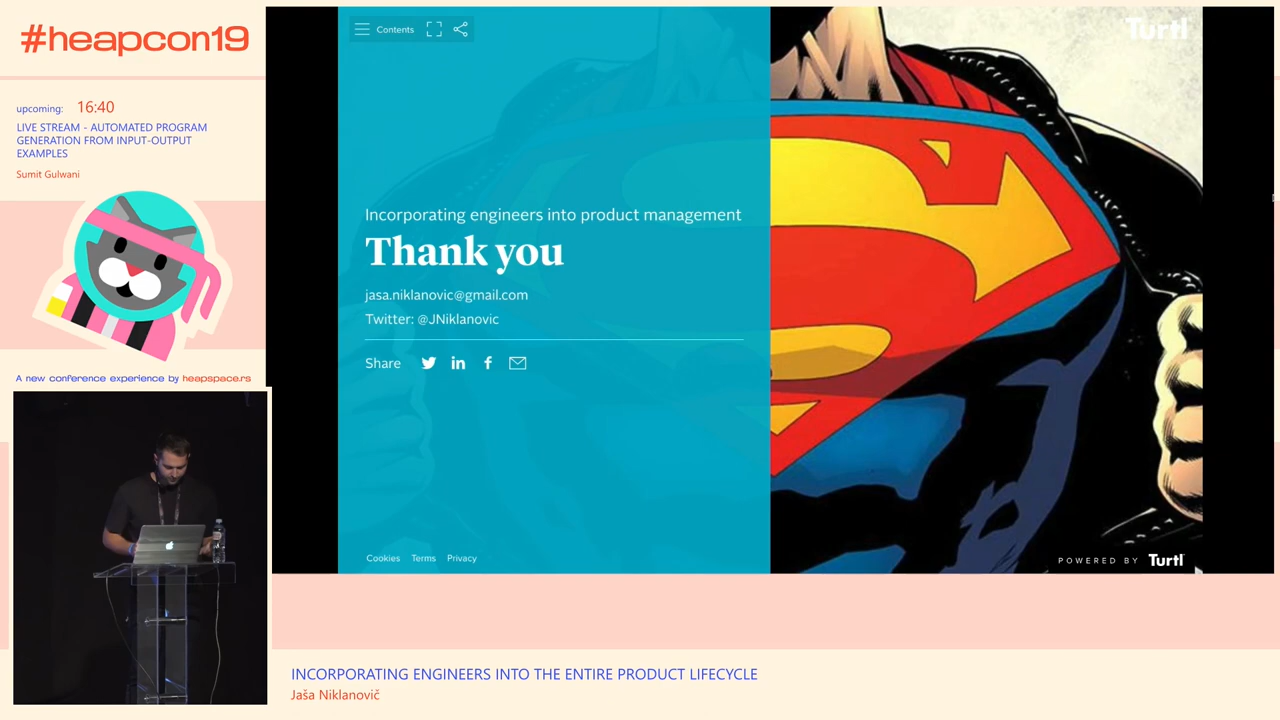 #heapcon19
upcoming: 16:40
LIVE STREAM - AUTOMATED PROGRAM
GENERATION FROM INPUT-OUTPUT
EXAMPLES
Sumit Gulwani
A new conference experience by heapspace.rs
Contents
Turtl
Incorporating engineers into product management
Thank you
jasa.niklanovic@gmail.com
Twitter: @JNiklanovic
Share
Cookies Terms Privacy
POWERED BY Turtl
INCORPORATING ENGINEERS INTO THE ENTIRE PRODUCT LIFECYCLE
Jaša Niklanovič